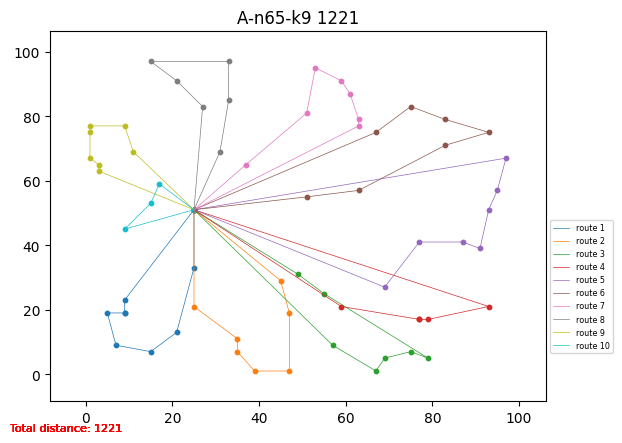 A-n65-k9 1221
100
80
60
40
20
0
0 20 40 60 80 100
route 1
route 2
route 3
route 4
route 5
route 6
route 7
route 8
route 9
route 10
Total distance: 1221